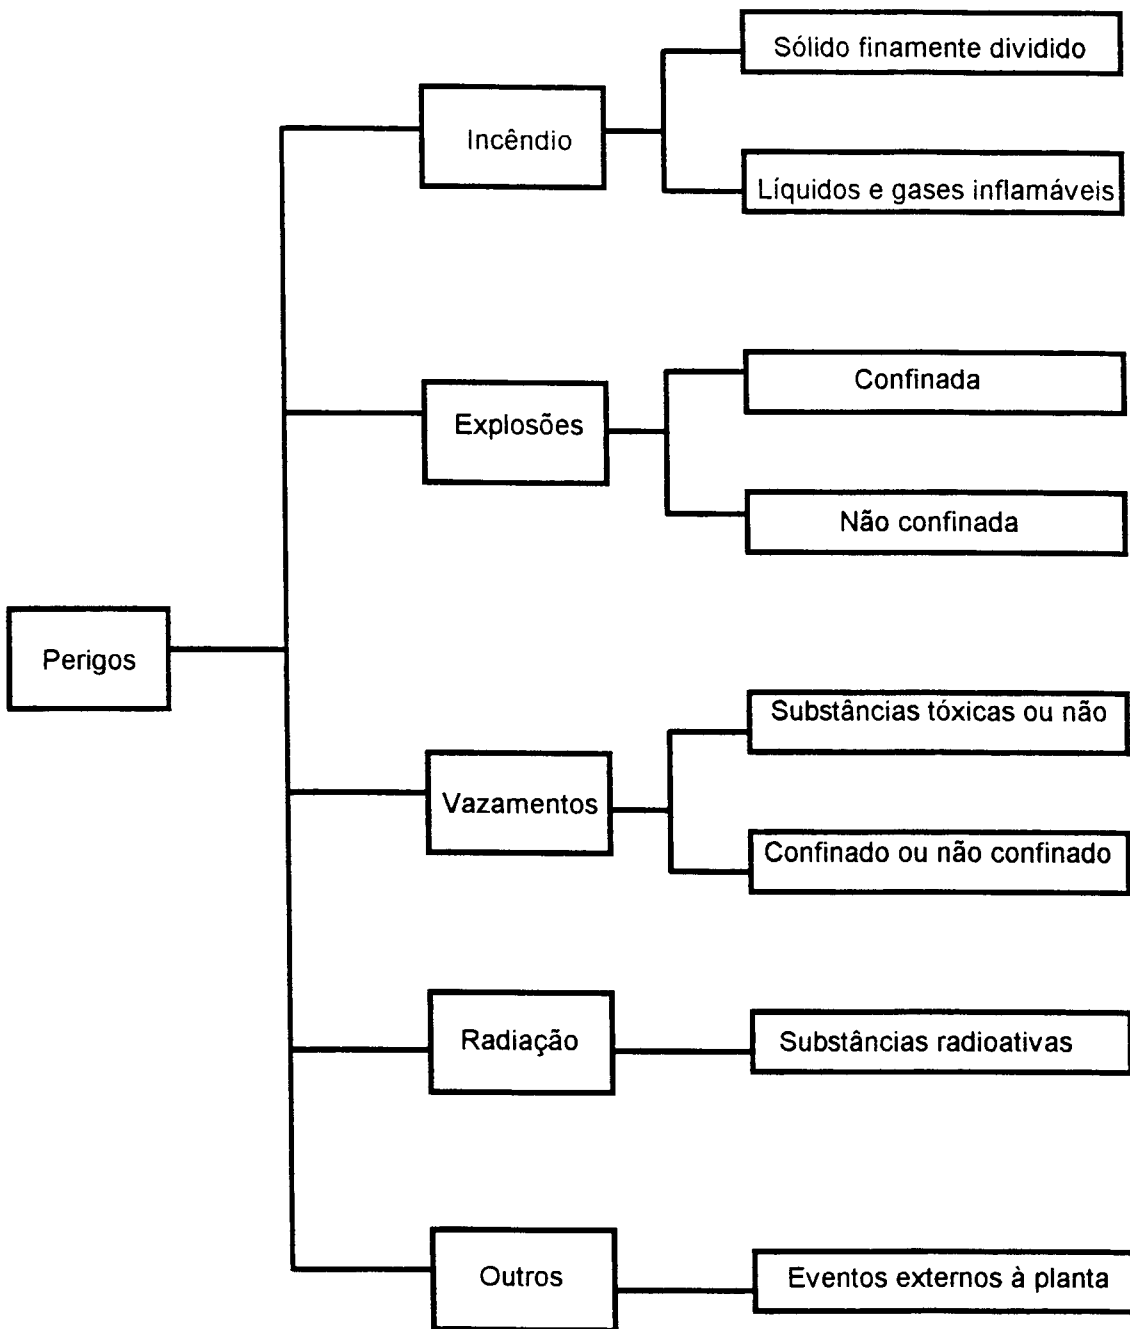 Perigos
Incêndio
Sólido finamente dividido
Líquidos e gases inflamáveis
Explosões
Confinada
Não confinada
Vazamentos
Substâncias tóxicas ou não
Confinado ou não confinado
Radiação
Substâncias radioativas
Outros
Eventos externos à planta